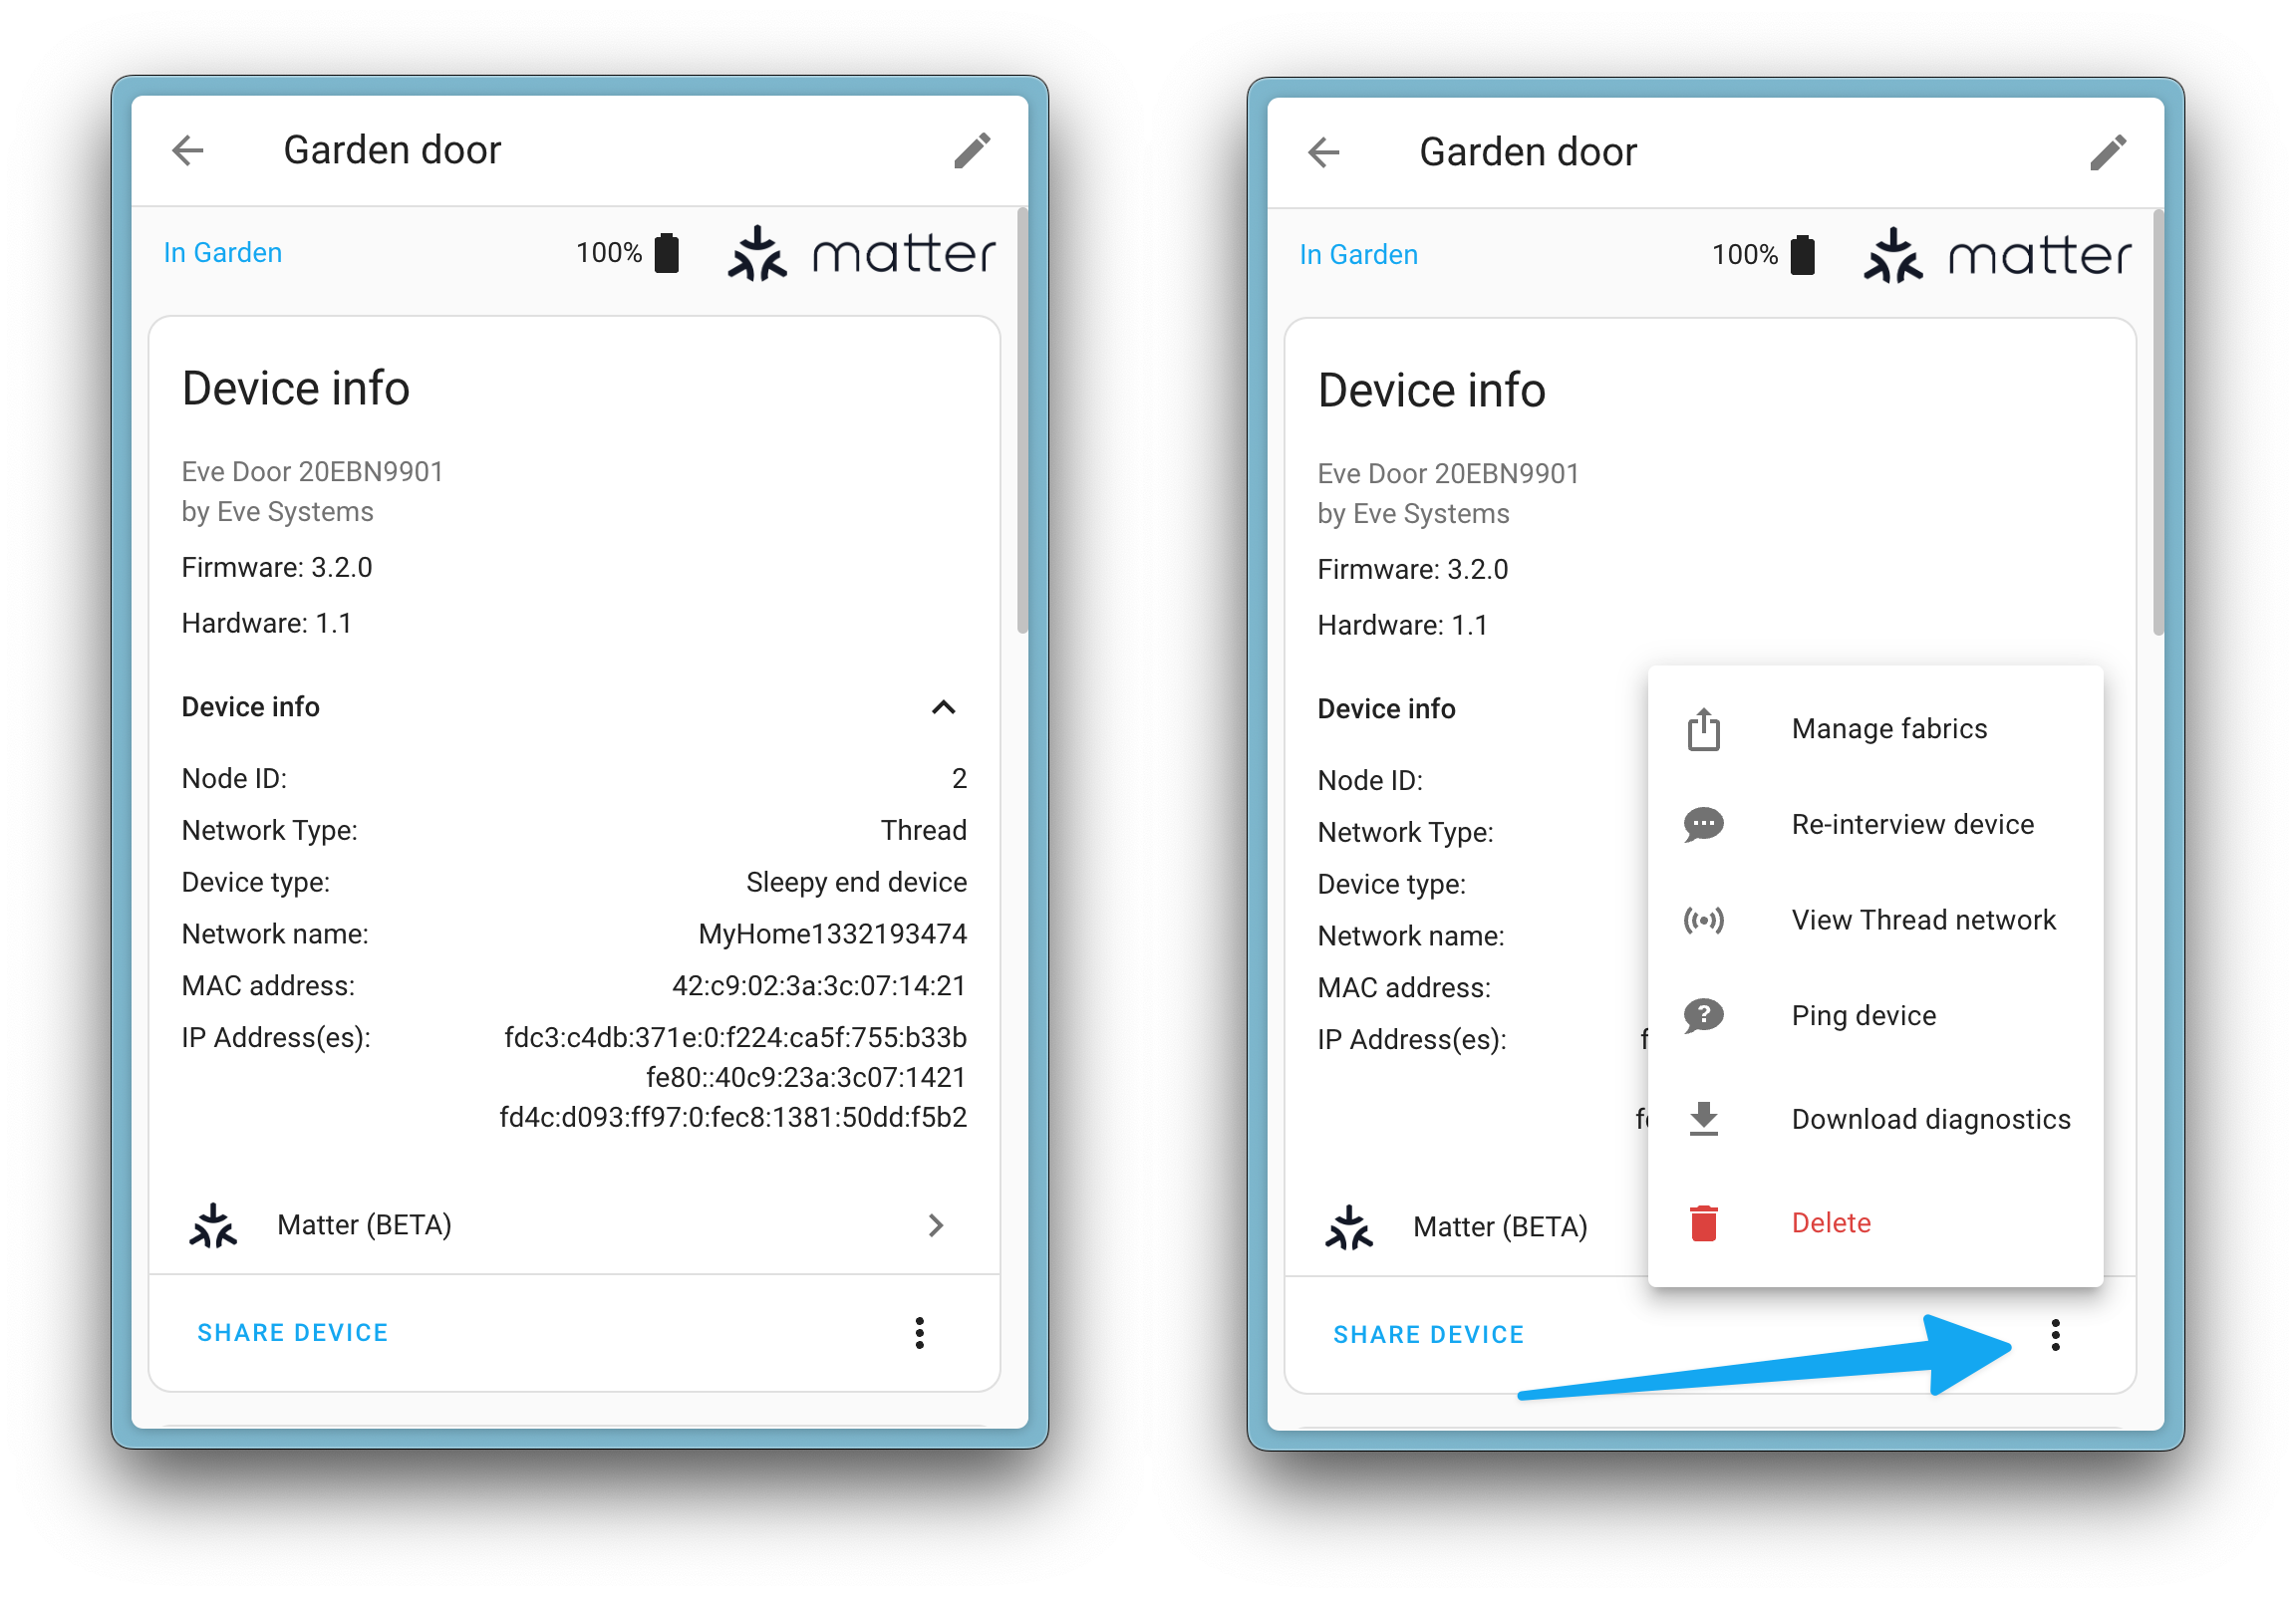 Garden door
In Garden
100%
matter
Device info
Eve Door 20EBN9901
by Eve Systems
Firmware: 3.2.0
Hardware: 1.1
Device info
Node ID: 2
Network Type: Thread
Device type: Sleepy end device
Network name: MyHome1332193474
MAC address: 42:c9:02:3a:3c:07:14:21
IP Address(es): fdc3:c4db:371e:0:f224:ca5f:755:b33b
fe80::40c9:23a:3c07:1421
fd4c:d093:ff97:0:fec8:1381:50dd:f5b2
Matter (BETA)
SHARE DEVICE
Garden door
In Garden
100%
matter
Device info
Eve Door 20EBN9901
by Eve Systems
Firmware: 3.2.0
Hardware: 1.1
Device info
Node ID:
Network Type:
Device type:
Network name:
MAC address:
IP Address(es):
Matter (BETA)
SHARE DEVICE
Manage fabrics
Re-interview device
View Thread network
Ping device
Download diagnostics
Delete